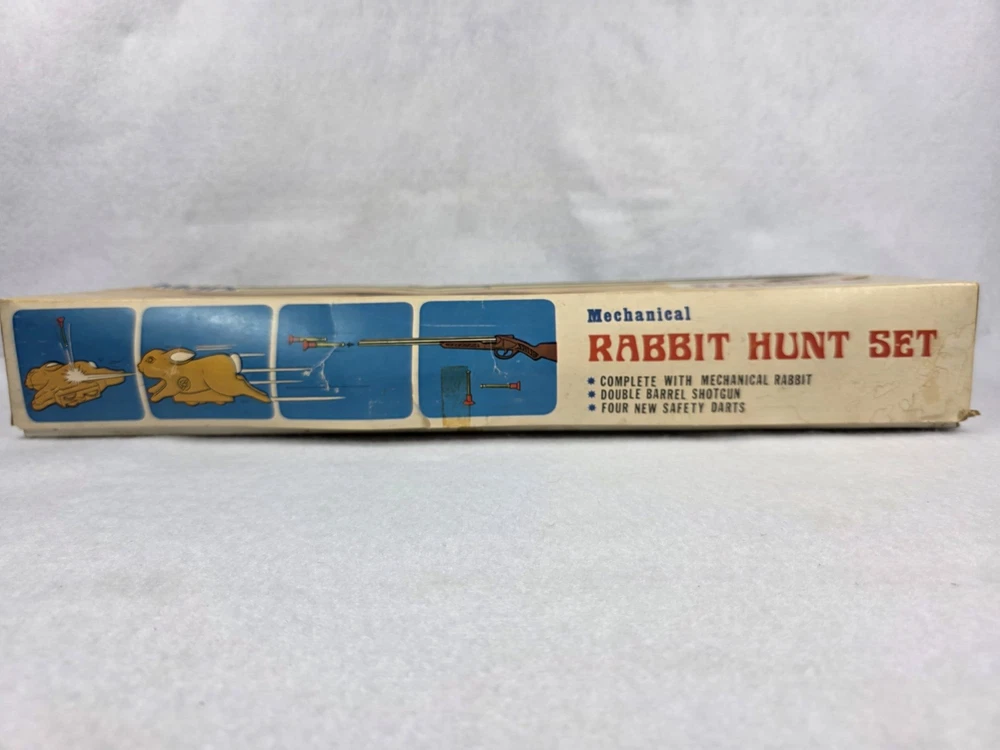 Mechanical
RABBIT HUNT SET
* COMPLETE WITH MECHANICAL RABBIT
* DOUBLE BARREL SHOTGUN
* FOUR NEW SAFETY DARTS